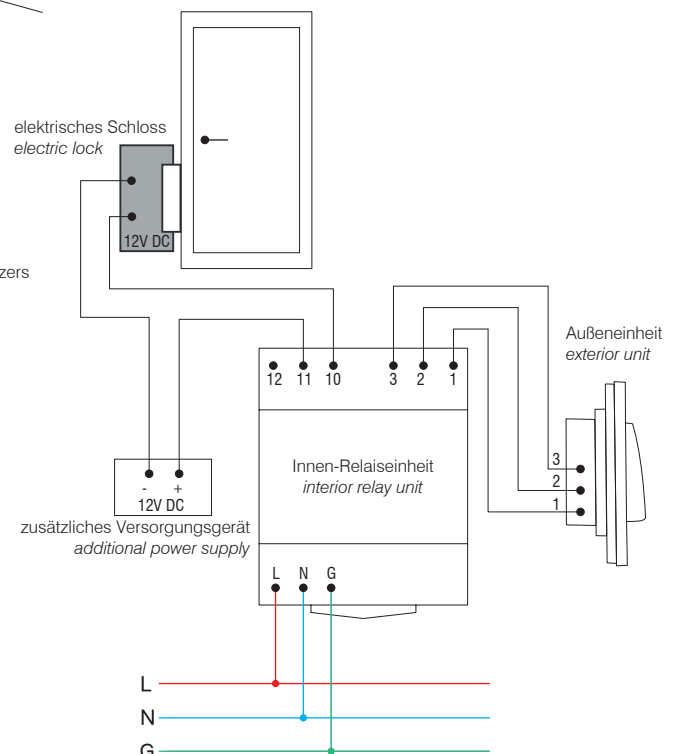 elektrisches Schloss
electric lock
12V DC
zers
Außeneinheit
exterior unit
12 11 10 3 2 1
Innen-Relaiseinheit
interior relay unit
3
2
1
- +
12V DC
zusätzliches Versorgungsgerät
additional power supply
L N G
L
N
G